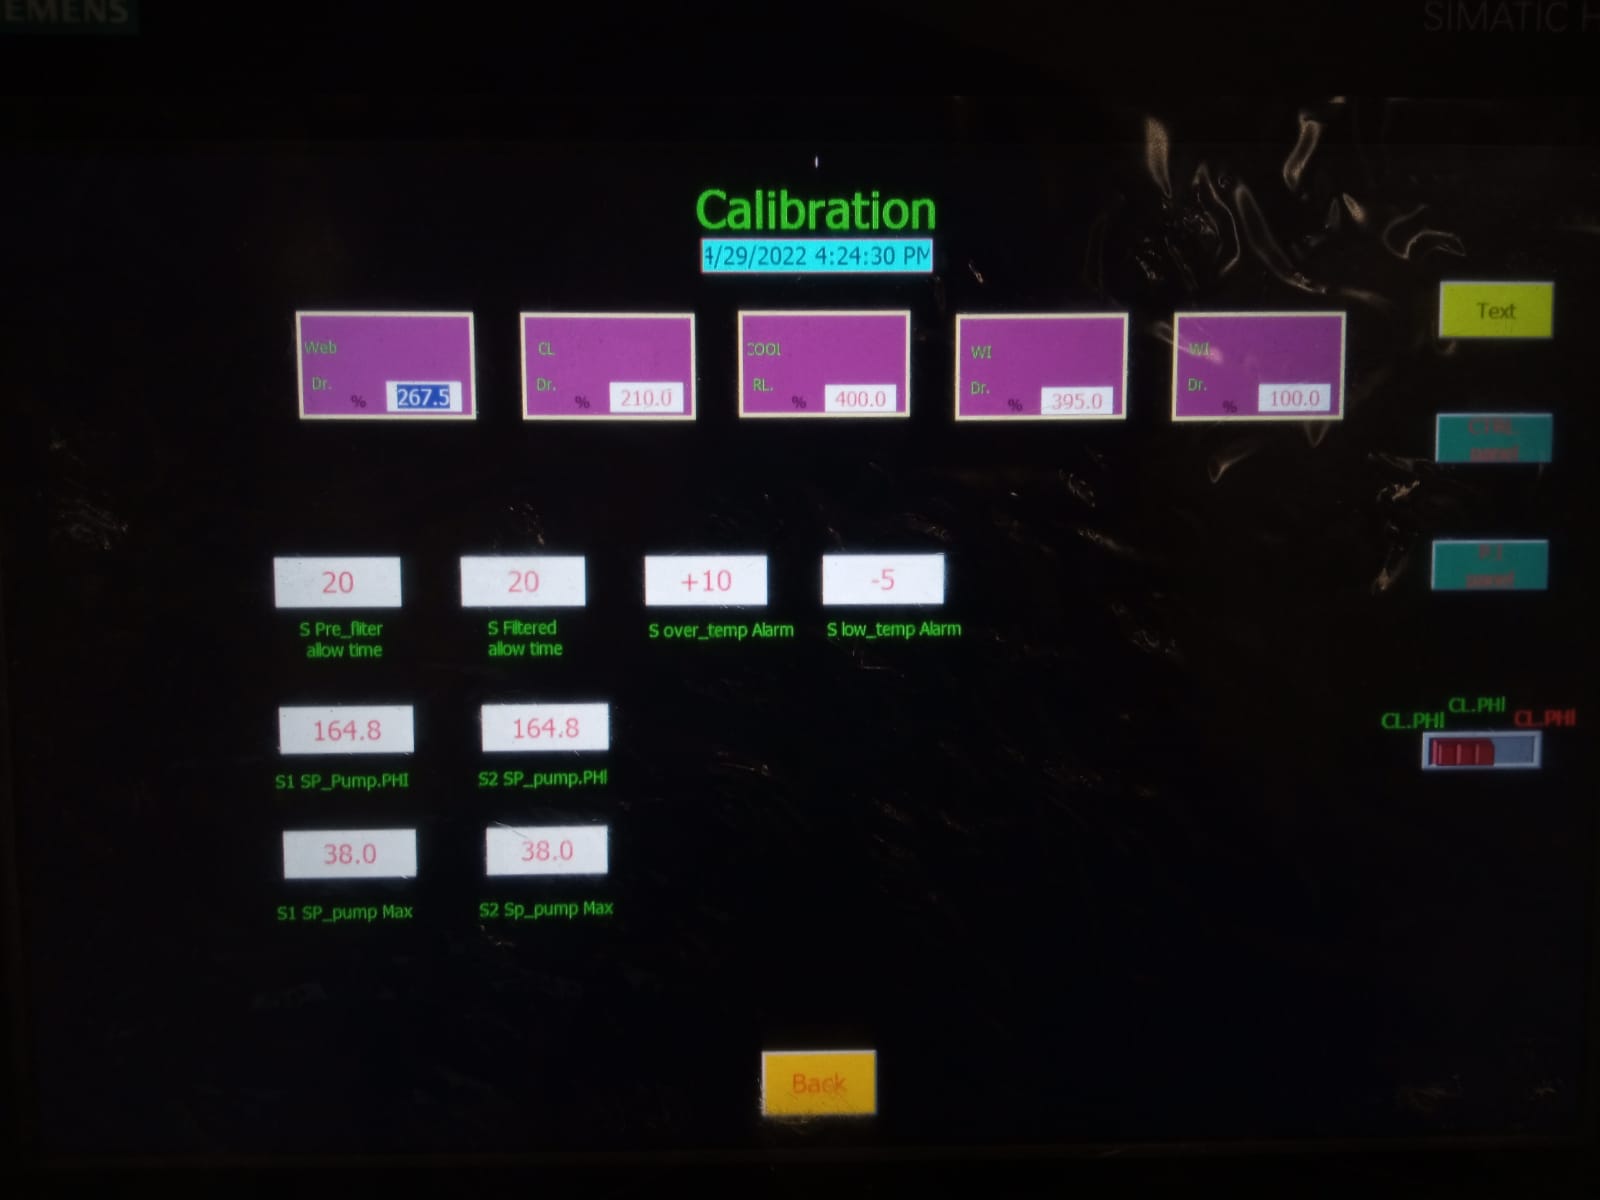 EMENS
SIMATIC H
Calibration
4/29/2022 4:24:30 PM
Web
Dr.
% 267.5
CL
Dr.
% 210.0
COOL
RL.
% 400.0
WI
Dr.
% 395.0
WI.
Dr.
% 100.0
Text
CTRL
panel
panel
20
S Pre_fliter
allow time
20
S Filtered
allow time
+10
S over_temp Alarm
-5
S low_temp Alarm
164.8
S1 SP_Pump.PHI
164.8
S2 SP_pump.PHI
CL.PHI
CL.PHI
CL.PHI
38.0
S1 SP_pump Max
38.0
S2 Sp_pump Max
Back